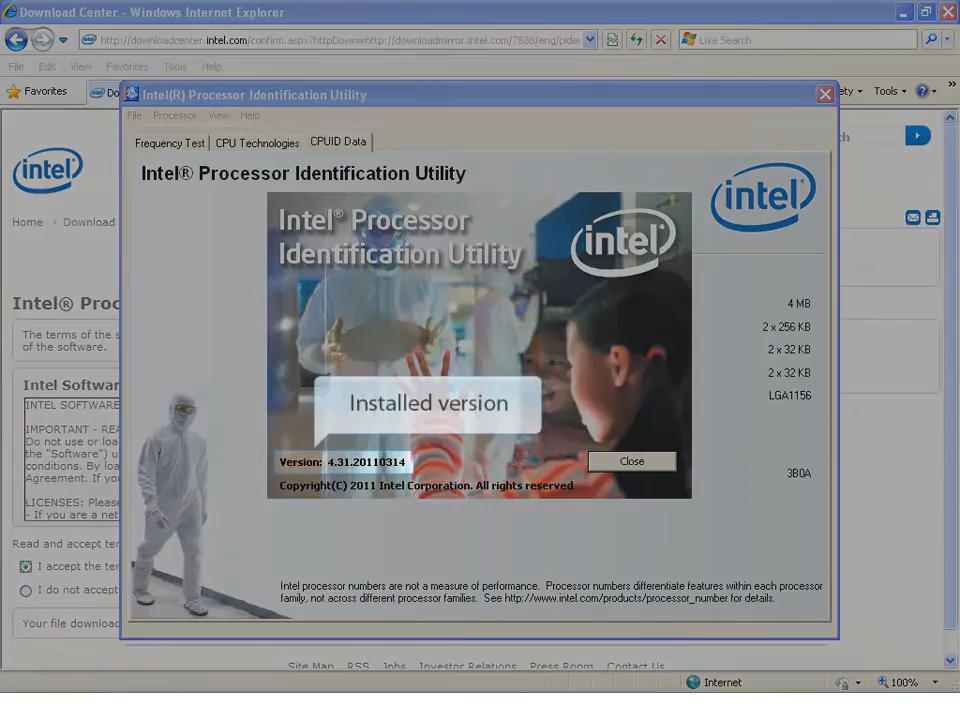 Download Center - Windows Internet Explorer
http://downloadcenter.intel.com/confirm.aspx?httpDown=http://downloadmirror.intel.com/7838/eng/pide
Live Search
File Edit View Favorites Tools Help
Favorites
Tools
Intel(R) Processor Identification Utility
File Processor View Help
Frequency Test CPU Technologies CPUID Data
Intel® Processor Identification Utility
intel
intel
Home Download
Intel® Processor
Identification Utility
intel
Intel® Proc
The terms of the s
of the software.
4 MB
2 x 256 KB
2 x 32 KB
2 x 32 KB
LGA1156
Intel Softwar
INTEL SOFTWARE
IMPORTANT - REA
Do not use or loa
the "Software") u
conditions. By loa
Agreement. If yo
LICENSES: Please
- If you are a net
Installed version
Version: 4.31.20110314
Close
Copyright(C) 2011 Intel Corporation. All rights reserved
3B0A
Read and accept ter
I accept the ter
I do not accept
Your file download
Intel processor numbers are not a measure of performance. Processor numbers differentiate features within each processor
family, not across different processor families. See http://www.intel.com/products/processor_number for details.
Site Map RSS Jobs Investor Relations Press Room Contact Us
Internet
100%